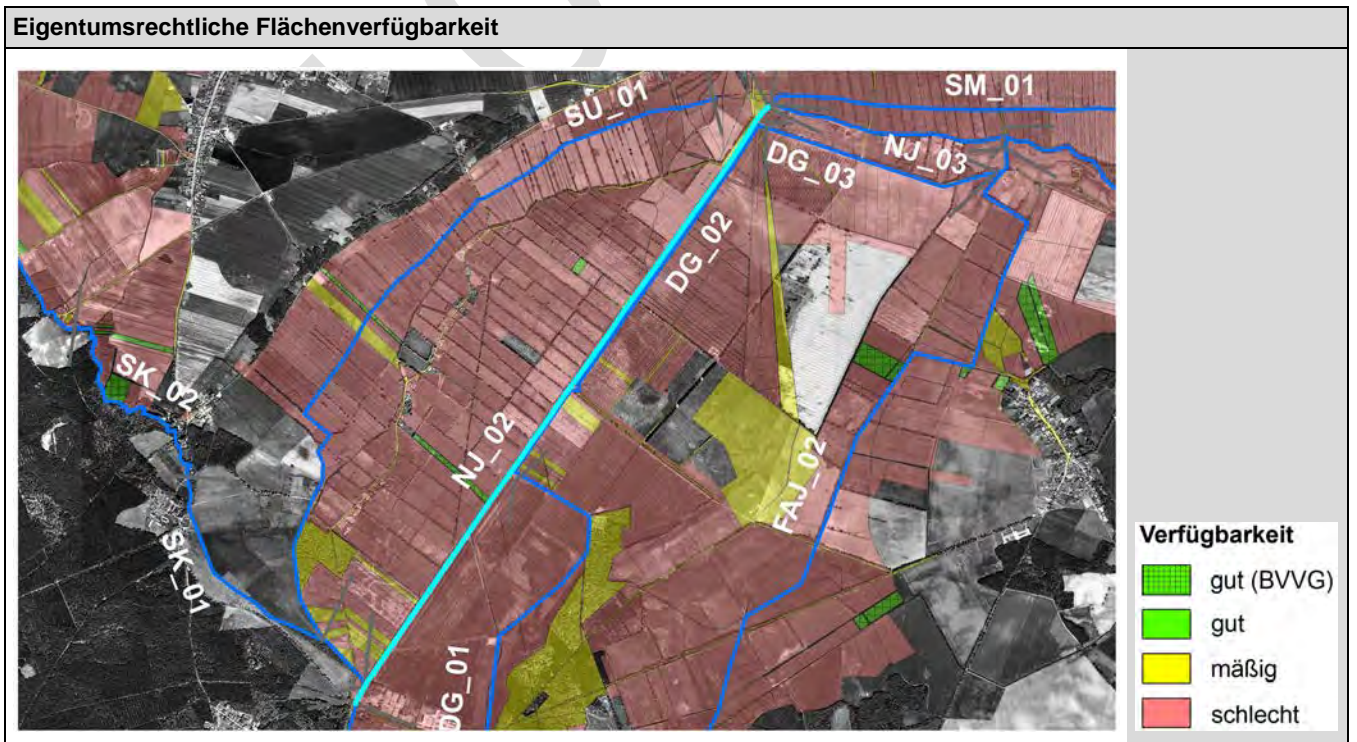 Eigentumsrechtliche Flächenverfügbarkeit
SM_01
SU_01
NJ_03
DG_03
DG_02
SK_02
NJ_02
FAJ_02
SK_01
DG_01
Verfügbarkeit
gut (BVVG)
gut
mäßig
schlecht